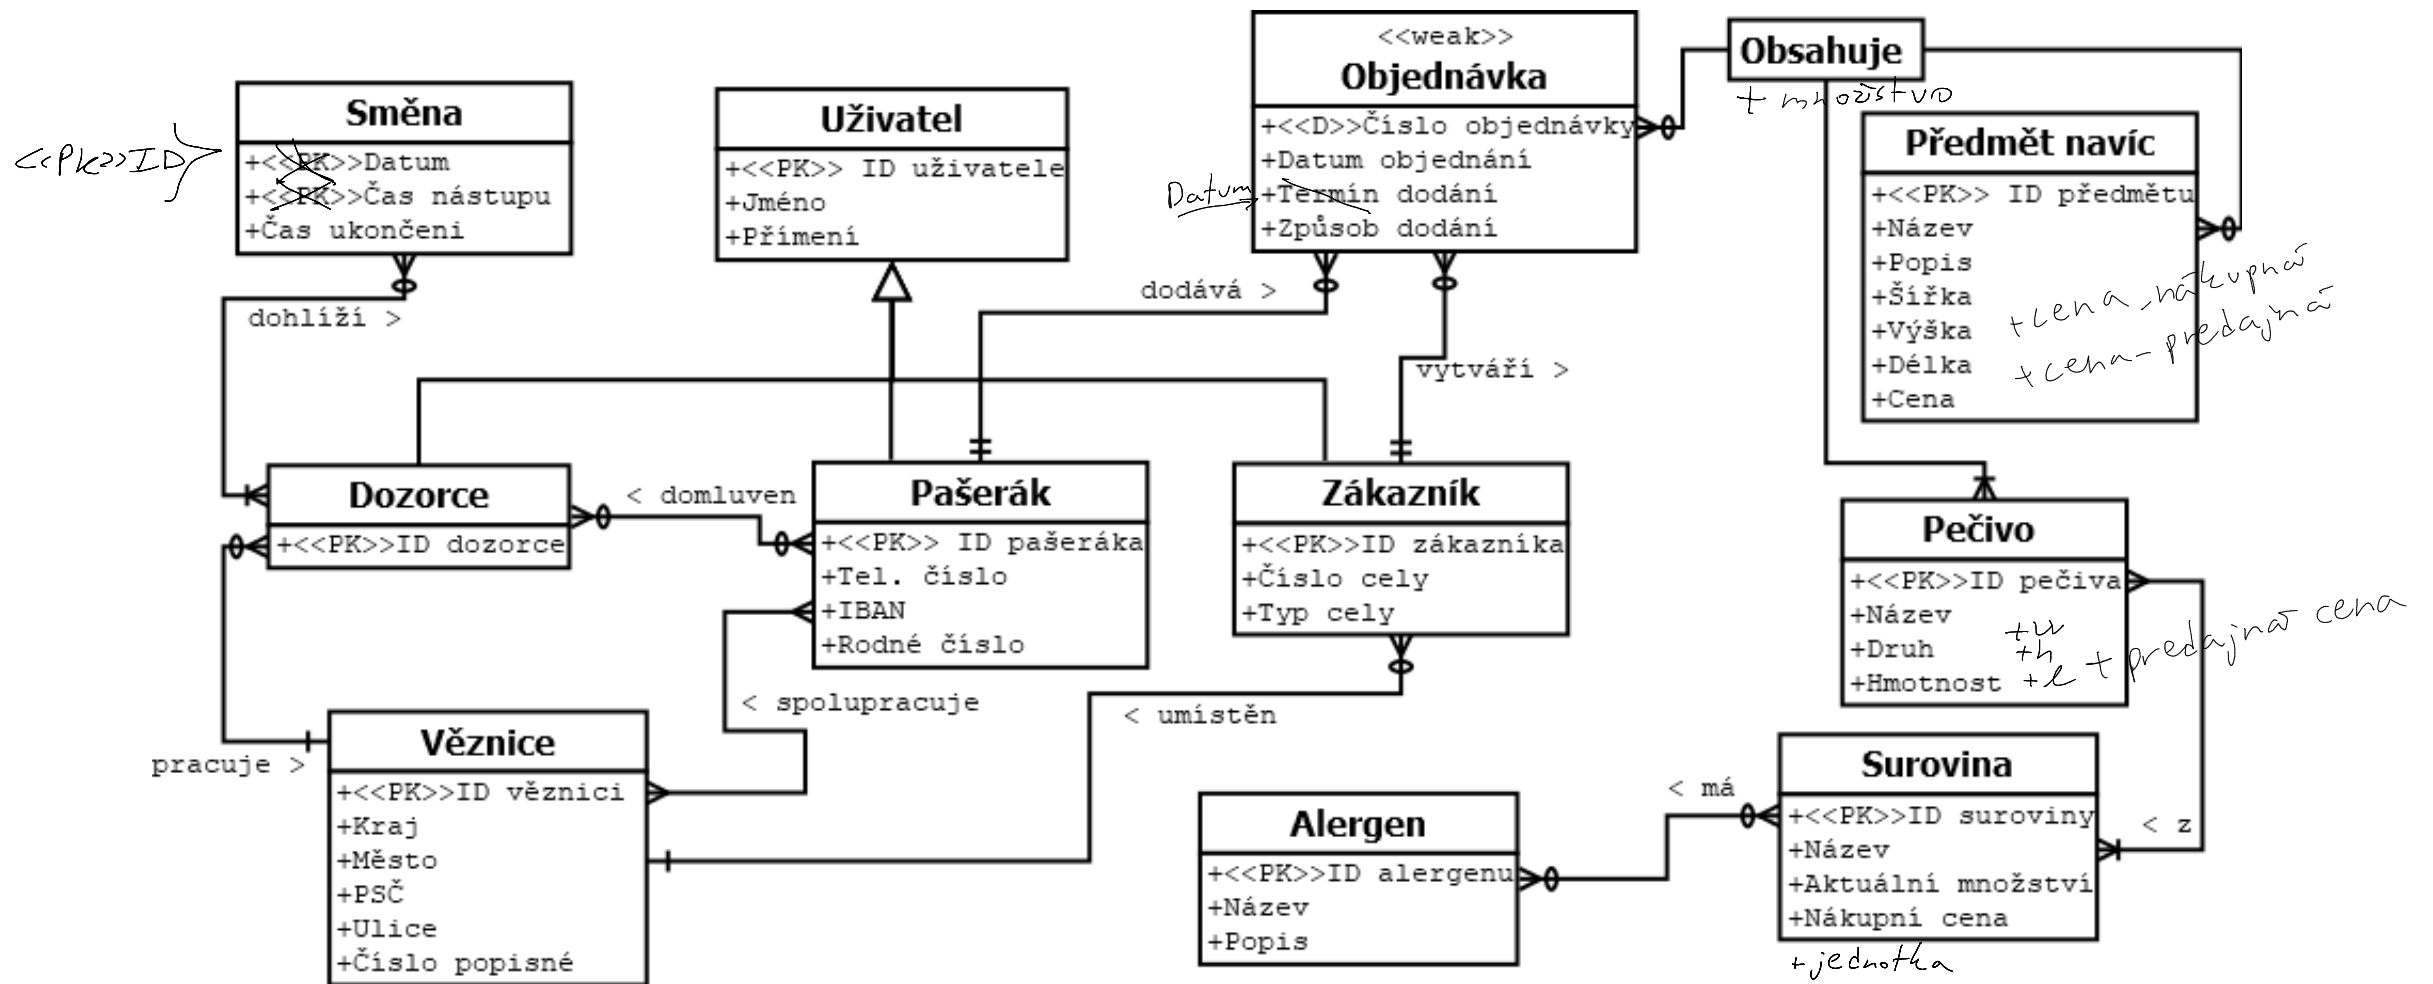 Směna
<<PK>>ID
+<<PK>>Datum
+<<PK>>Čas nástupu
+Čas ukončeni
dohlíží >
Uživatel
+<<PK>> ID uživatele
+Jméno
+Přímení
<<weak>>
Objednávka
+<<D>>Číslo objednávky
+Datum objednání
Datum
+Termín dodání
+Způsob dodání
dodává >
vytváří >
Obsahuje
+ množstvo
Předmět navíc
+<<PK>> ID předmětu
+Název
+Popis
+Šířka
+Výška
+Délka
+Cena
+cena_nákupná
+cena-predajná
Dozorce
+<<PK>>ID dozorce
< domluven
Pašerák
+<<PK>> ID pašeráka
+Tel. číslo
+IBAN
+Rodné číslo
Zákazník
+<<PK>>ID zákazníka
+Číslo cely
+Typ cely
Pečivo
+<<PK>>ID pečiva
+Název
+Druh
+Hmotnost
+w
+h
+l + predajná cena
< spolupracuje
< umístěn
pracuje >
Věznice
+<<PK>>ID věznici
+Kraj
+Město
+PSČ
+Ulice
+Číslo popisné
Alergen
+<<PK>>ID alergenu
+Název
+Popis
< má
Surovina
+<<PK>>ID suroviny
+Název
+Aktuální množství
+Nákupní cena
< z
+jednotka